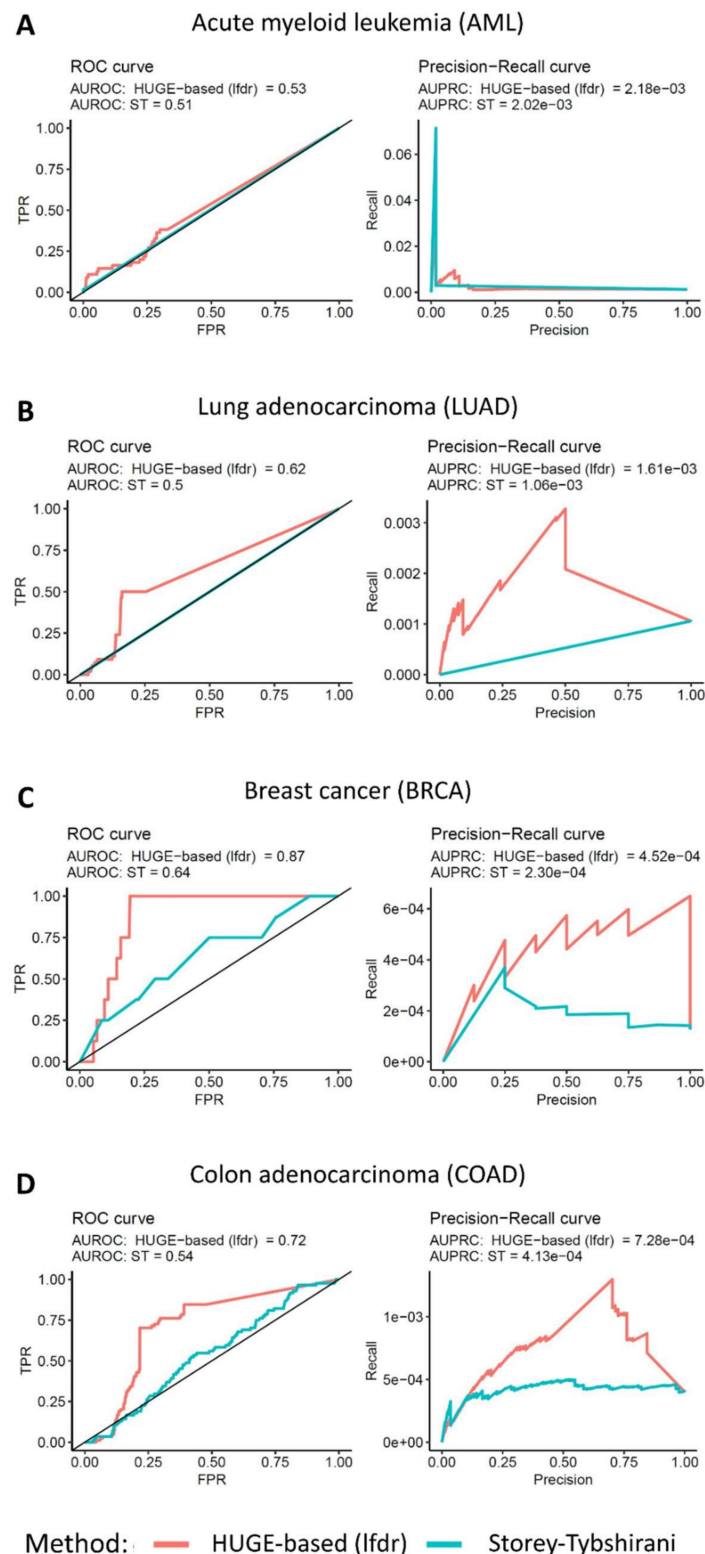 A Acute myeloid leukemia (AML)
ROC curve
AUROC: HUGE-based (lfdr) = 0.53
AUROC: ST = 0.51
1.00
0.75
0.50
0.25
0.00
TPR
0.00 0.25 0.50 0.75 1.00
FPR
Precision-Recall curve
AUPRC: HUGE-based (lfdr) = 2.18e-03
AUPRC: ST = 2.02e-03
0.06
0.04
0.02
0.00
Recall
0.00 0.25 0.50 0.75 1.00
Precision
B Lung adenocarcinoma (LUAD)
ROC curve
AUROC: HUGE-based (lfdr) = 0.62
AUROC: ST = 0.5
1.00
0.75
0.50
0.25
0.00
TPR
0.00 0.25 0.50 0.75 1.00
FPR
Precision-Recall curve
AUPRC: HUGE-based (lfdr) = 1.61e-03
AUPRC: ST = 1.06e-03
0.003
0.002
0.001
0.000
Recall
0.00 0.25 0.50 0.75 1.00
Precision
C Breast cancer (BRCA)
ROC curve
AUROC: HUGE-based (lfdr) = 0.87
AUROC: ST = 0.64
1.00
0.75
0.50
0.25
0.00
TPR
0.00 0.25 0.50 0.75 1.00
FPR
Precision-Recall curve
AUPRC: HUGE-based (lfdr) = 4.52e-04
AUPRC: ST = 2.30e-04
6e-04
4e-04
2e-04
0e+00
Recall
0.00 0.25 0.50 0.75 1.00
Precision
D Colon adenocarcinoma (COAD)
ROC curve
AUROC: HUGE-based (lfdr) = 0.72
AUROC: ST = 0.54
1.00
0.75
0.50
0.25
0.00
TPR
0.00 0.25 0.50 0.75 1.00
FPR
Precision-Recall curve
AUPRC: HUGE-based (lfdr) = 7.28e-04
AUPRC: ST = 4.13e-04
1e-03
5e-04
0e+00
Recall
0.00 0.25 0.50 0.75 1.00
Precision
Method: HUGE-based (lfdr) Storey-Tybshirani